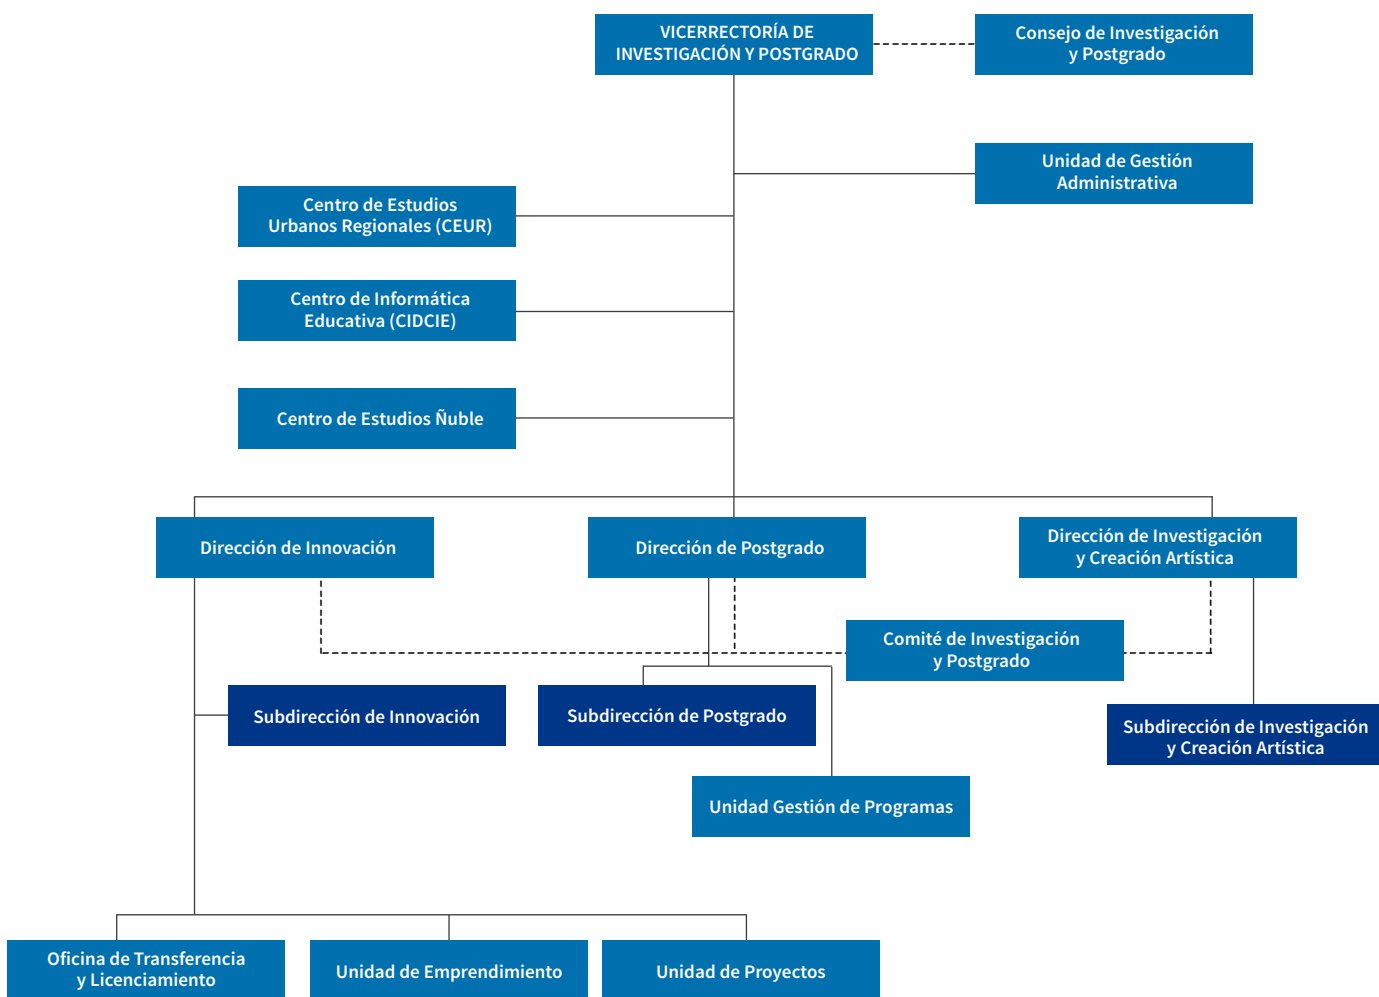 VICERRECTORÍA DE
INVESTIGACIÓN Y POSTGRADO
Consejo de Investigación
y Postgrado
Unidad de Gestión
Administrativa
Centro de Estudios
Urbanos Regionales (CEUR)
Centro de Informática
Educativa (CIDCIE)
Centro de Estudios Ñuble
Dirección de Innovación
Dirección de Postgrado
Dirección de Investigación
y Creación Artística
Comité de Investigación
y Postgrado
Subdirección de Innovación
Subdirección de Postgrado
Subdirección de Investigación
y Creación Artística
Unidad Gestión de Programas
Oficina de Transferencia
y Licenciamiento
Unidad de Emprendimiento
Unidad de Proyectos